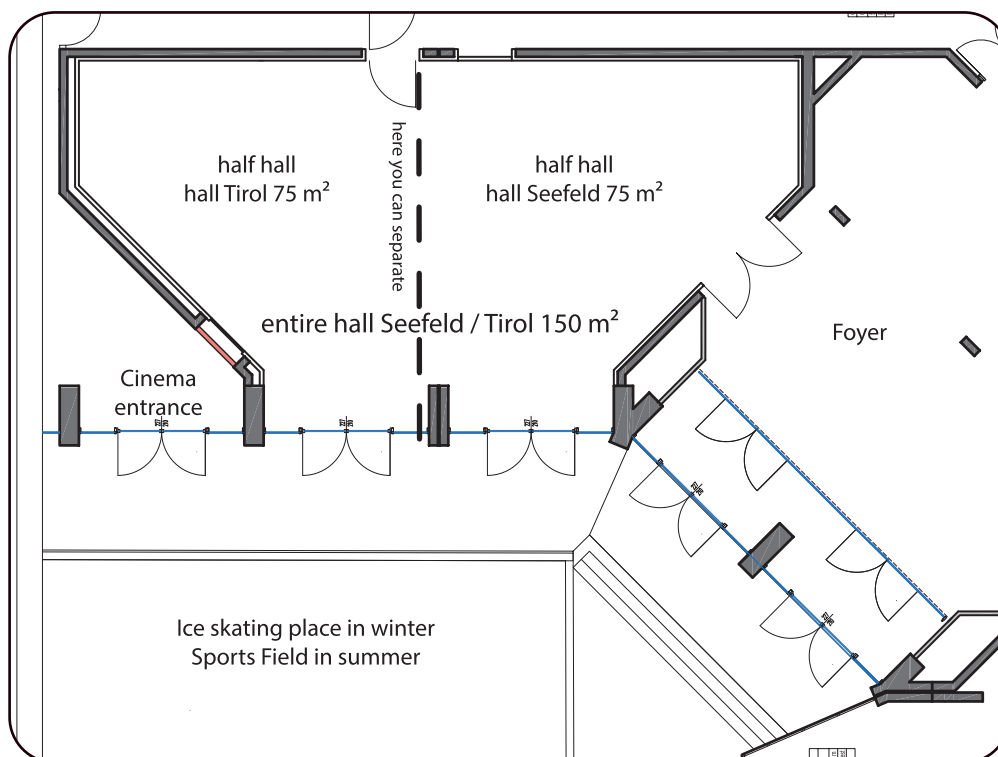 half hall
hall Tirol 75 m²
here you can separate
half hall
hall Seefeld 75 m²
entire hall Seefeld / Tirol 150 m²
Foyer
Cinema
entrance
Ice skating place in winter
Sports Field in summer